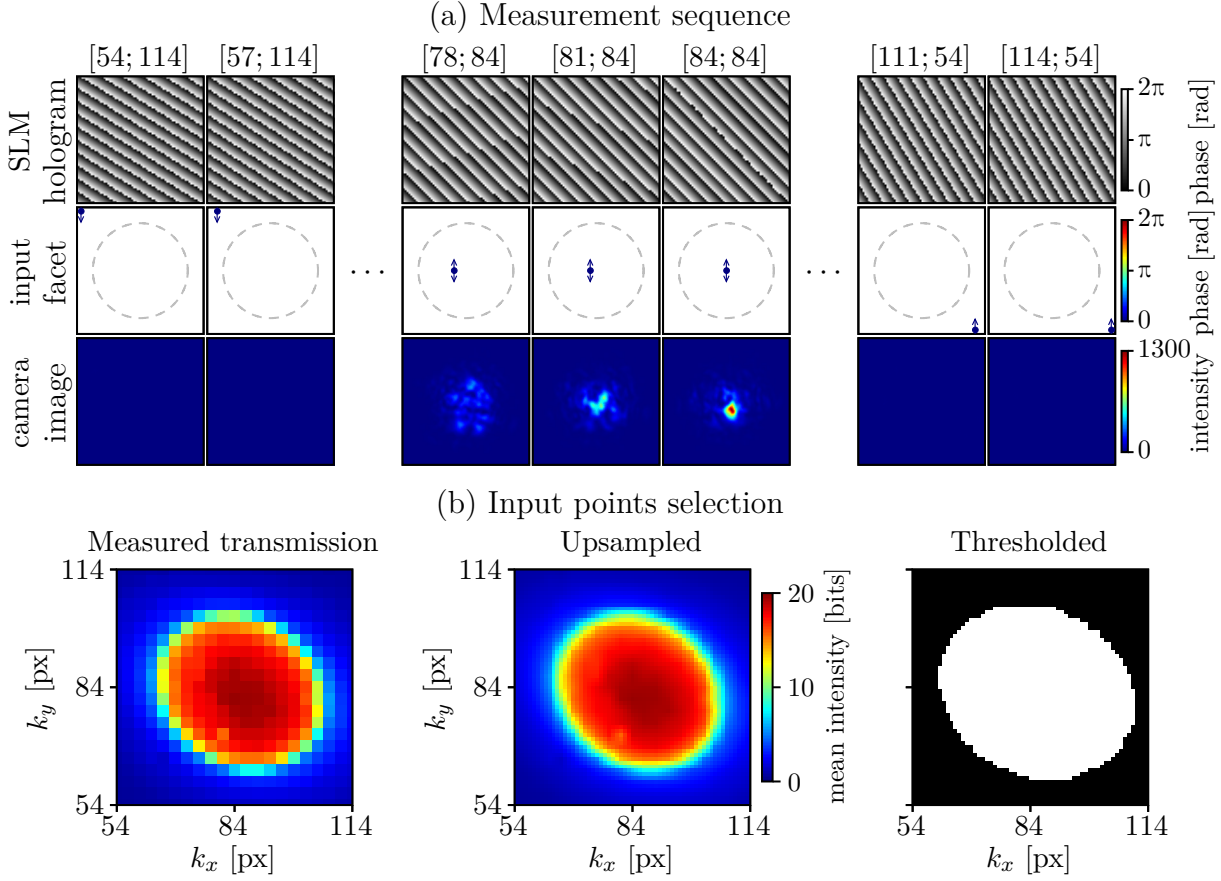 (a) Measurement sequence
[54; 114] [57; 114] [78; 84] [81; 84] [84; 84] [111; 54] [114; 54]
SLM
hologram
2π
π
0
phase [rad]
input
facet
· · ·
· · ·
2π
π
0
phase [rad]
camera
image
1300
0
intensity
(b) Input points selection
Measured transmission
Upsampled
Thresholded
114
84
54
k_y [px]
54 84 114
k_x [px]
114
84
54
k_y [px]
54 84 114
k_x [px]
20
10
0
mean intensity [bits]
54 84 114
k_x [px]